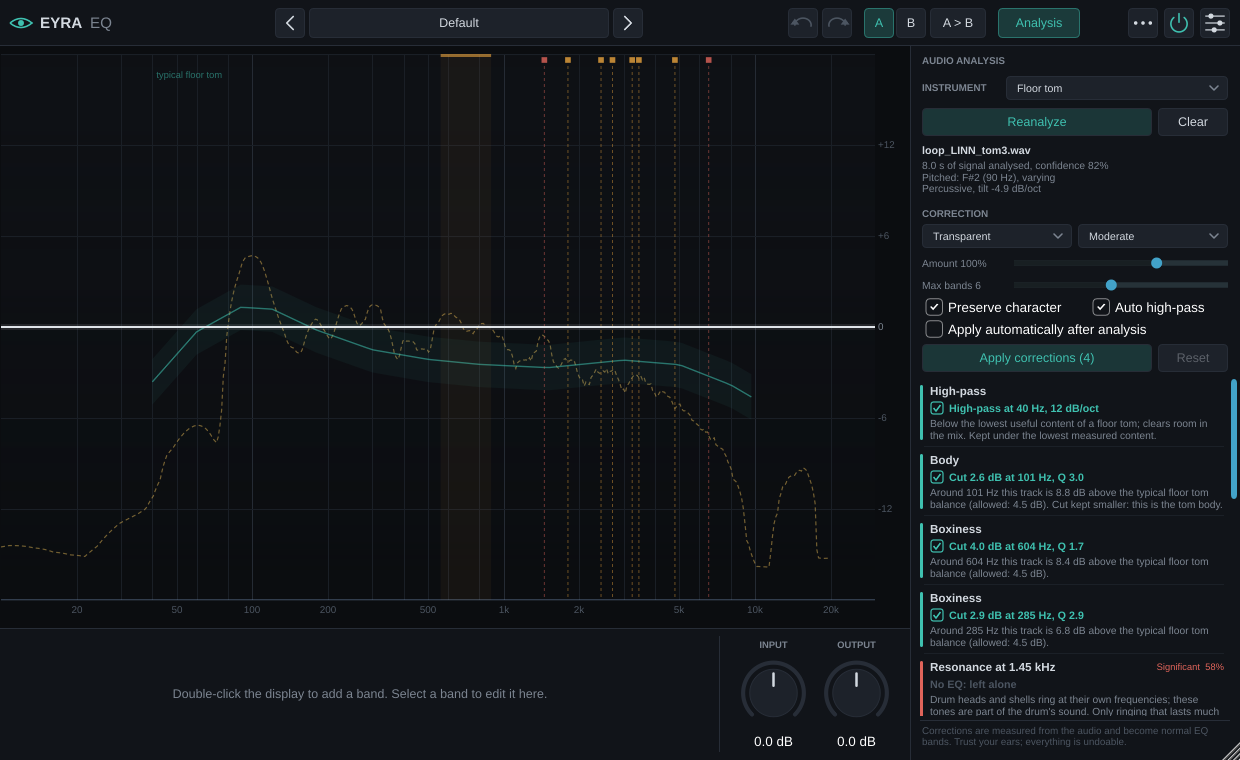 EYRA EQ
Default
A
B
A > B
Analysis
typical floor tom
+12
+6
0
-6
-12
20
50
100
200
500
1k
2k
5k
10k
20k
Double-click the display to add a band. Select a band to edit it here.
INPUT
OUTPUT
0.0 dB
0.0 dB
AUDIO ANALYSIS
INSTRUMENT
Floor tom
Reanalyze
Clear
loop_LINN_tom3.wav
8.0 s of signal analysed, confidence 82%
Pitched: F#2 (90 Hz), varying
Percussive, tilt -4.9 dB/oct
CORRECTION
Transparent
Moderate
Amount 100%
Max bands 6
Preserve character
Auto high-pass
Apply automatically after analysis
Apply corrections (4)
Reset
High-pass
High-pass at 40 Hz, 12 dB/oct
Below the lowest useful content of a floor tom; clears room in
the mix. Kept under the lowest measured content.
Body
Cut 2.6 dB at 101 Hz, Q 3.0
Around 101 Hz this track is 8.8 dB above the typical floor tom
balance (allowed: 4.5 dB). Cut kept smaller: this is the tom body.
Boxiness
Cut 4.0 dB at 604 Hz, Q 1.7
Around 604 Hz this track is 8.4 dB above the typical floor tom
balance (allowed: 4.5 dB).
Boxiness
Cut 2.9 dB at 285 Hz, Q 2.9
Around 285 Hz this track is 6.8 dB above the typical floor tom
balance (allowed: 4.5 dB).
Resonance at 1.45 kHz
Significant 58%
No EQ: left alone
Drum heads and shells ring at their own frequencies; these
tones are part of the drum's sound. Only ringing that lasts much
Corrections are measured from the audio and become normal EQ
bands. Trust your ears; everything is undoable.